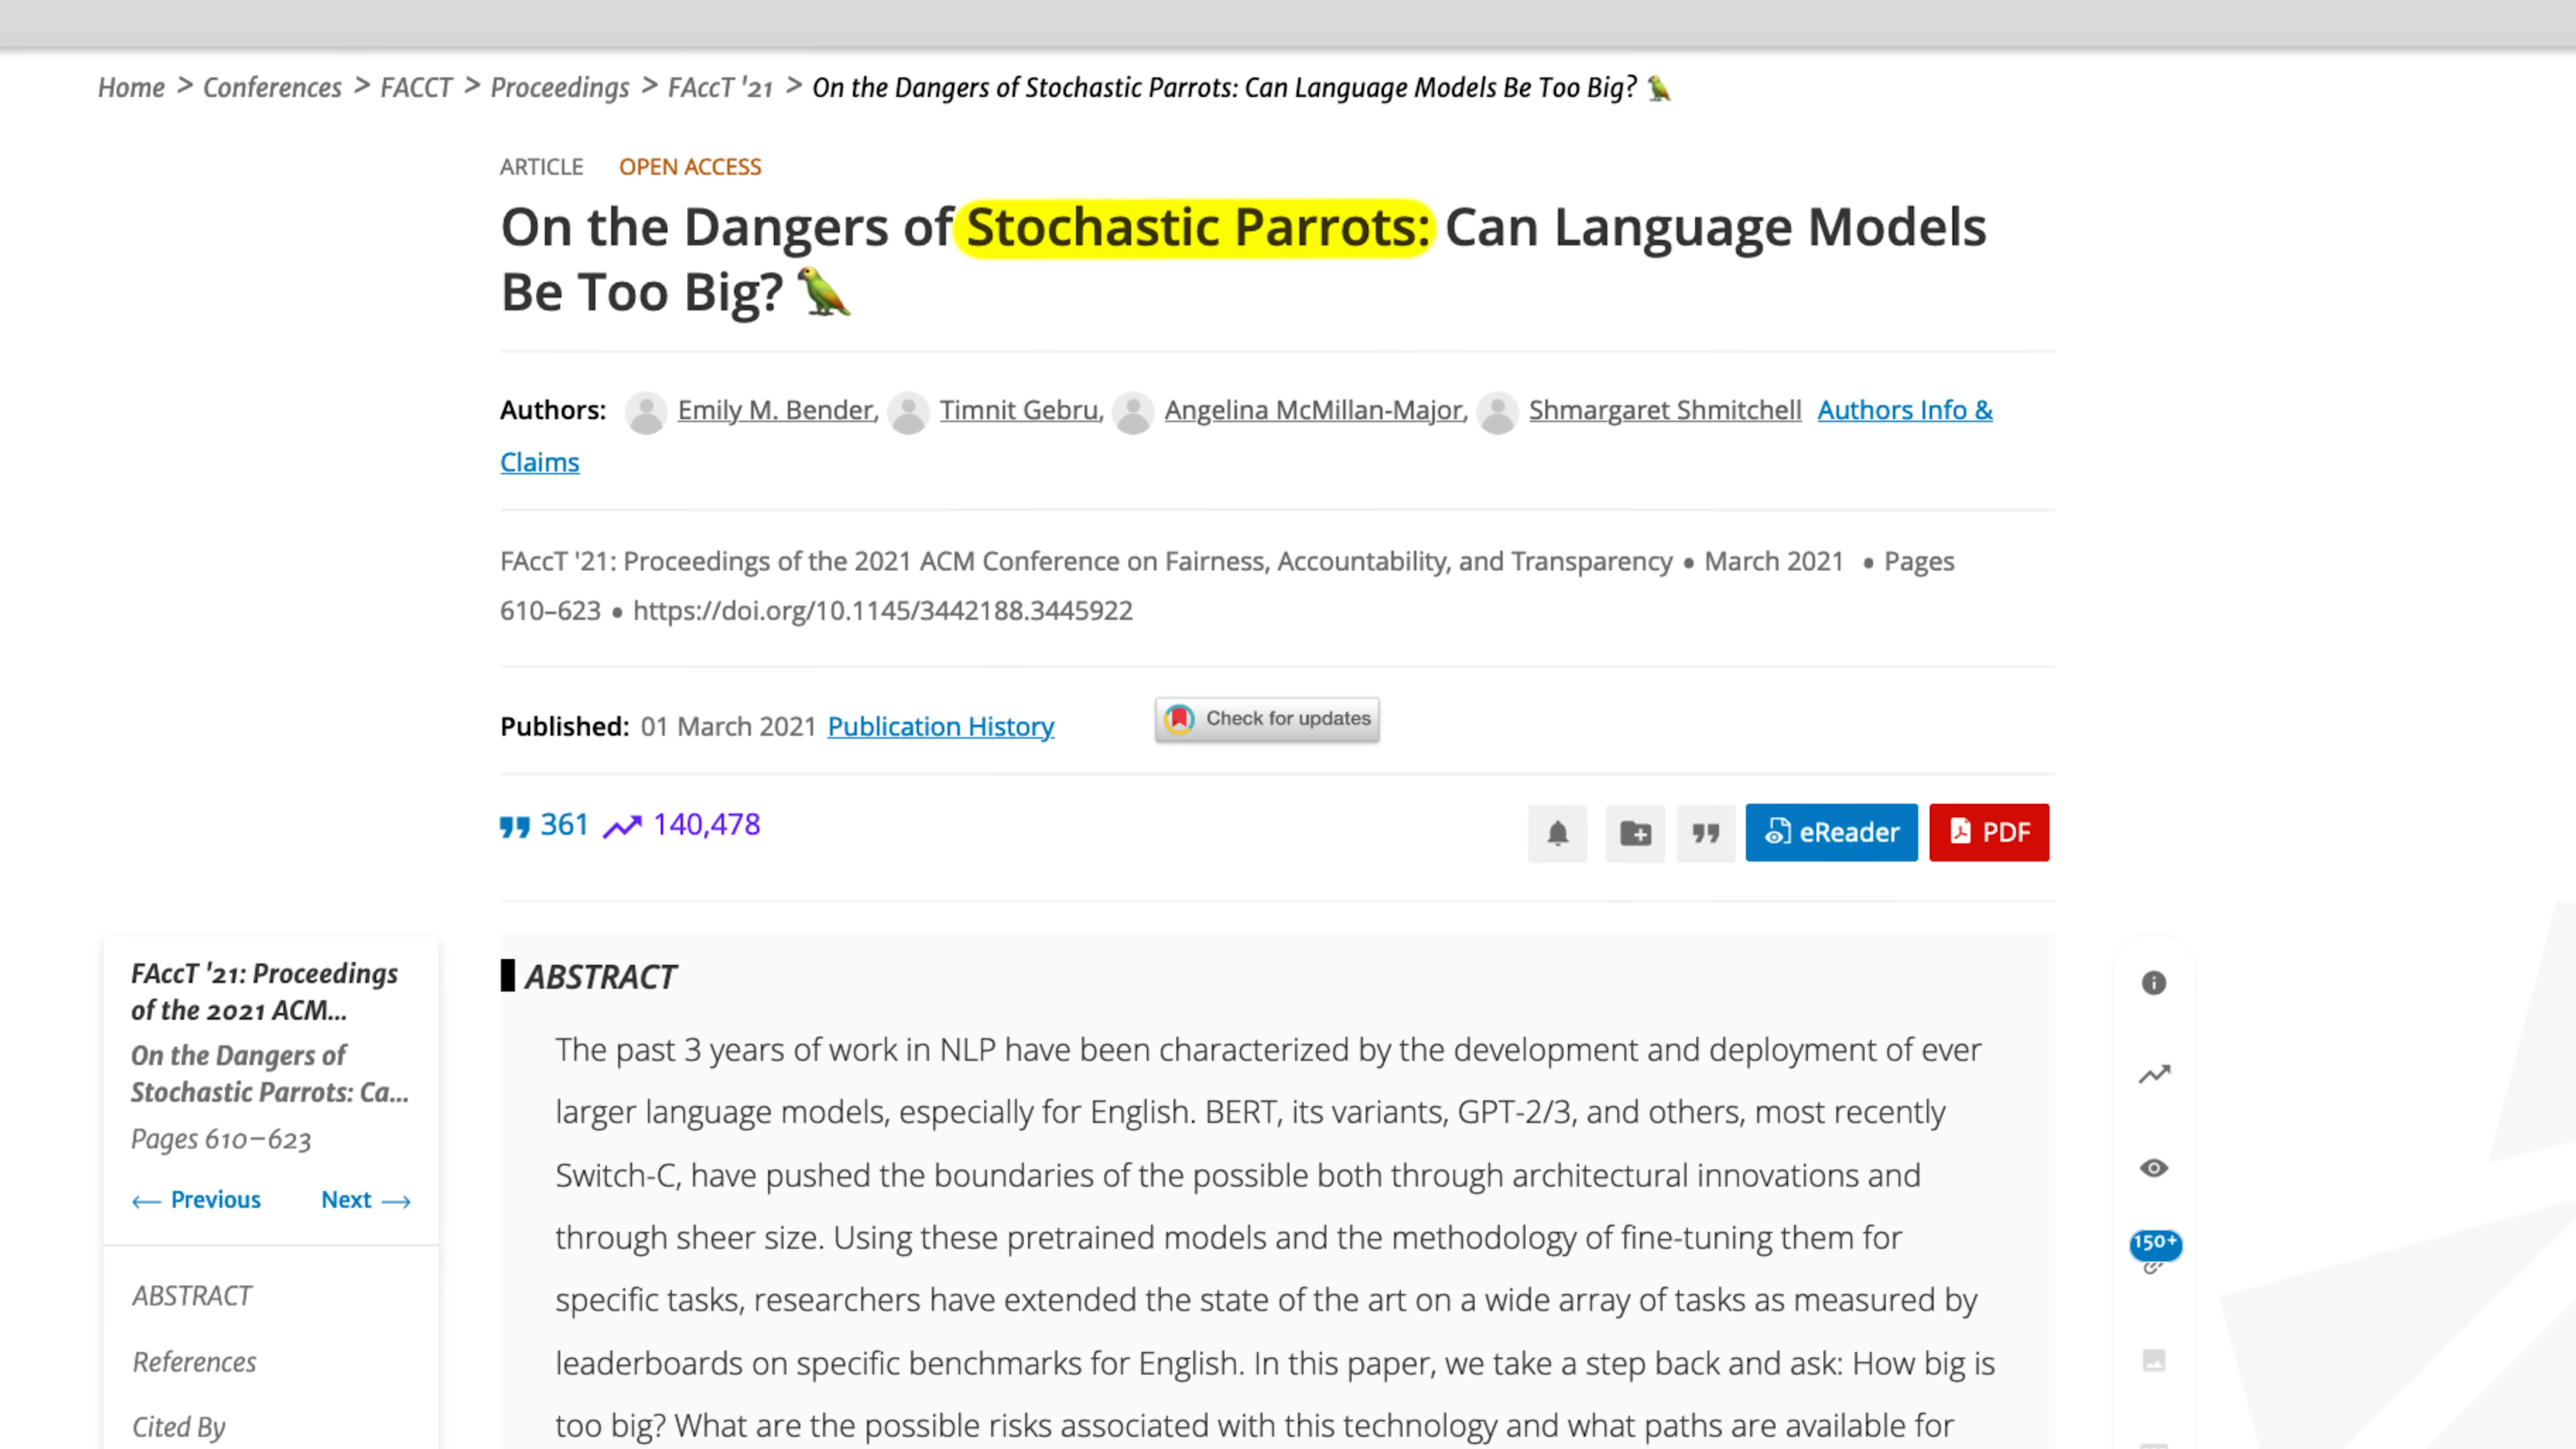 Home > Conferences > FACCT > Proceedings > FAccT '21 > On the Dangers of Stochastic Parrots: Can Language Models Be Too Big? 🦜
ARTICLE OPEN ACCESS
On the Dangers of Stochastic Parrots: Can Language Models
Be Too Big? 🦜
Authors: Emily M. Bender, Timnit Gebru, Angelina McMillan-Major, Shmargaret Shmitchell Authors Info &
Claims
FAccT '21: Proceedings of the 2021 ACM Conference on Fairness, Accountability, and Transparency • March 2021 • Pages
610–623 • https://doi.org/10.1145/3442188.3445922
Published: 01 March 2021 Publication History Check for updates
361 140,478 eReader PDF
FAccT '21: Proceedings
of the 2021 ACM...
On the Dangers of
Stochastic Parrots: Ca...
Pages 610–623
← Previous Next →
ABSTRACT
References
Cited By
ABSTRACT
The past 3 years of work in NLP have been characterized by the development and deployment of ever
larger language models, especially for English. BERT, its variants, GPT-2/3, and others, most recently
Switch-C, have pushed the boundaries of the possible both through architectural innovations and
through sheer size. Using these pretrained models and the methodology of fine-tuning them for
specific tasks, researchers have extended the state of the art on a wide array of tasks as measured by
leaderboards on specific benchmarks for English. In this paper, we take a step back and ask: How big is
too big? What are the possible risks associated with this technology and what paths are available for
150+